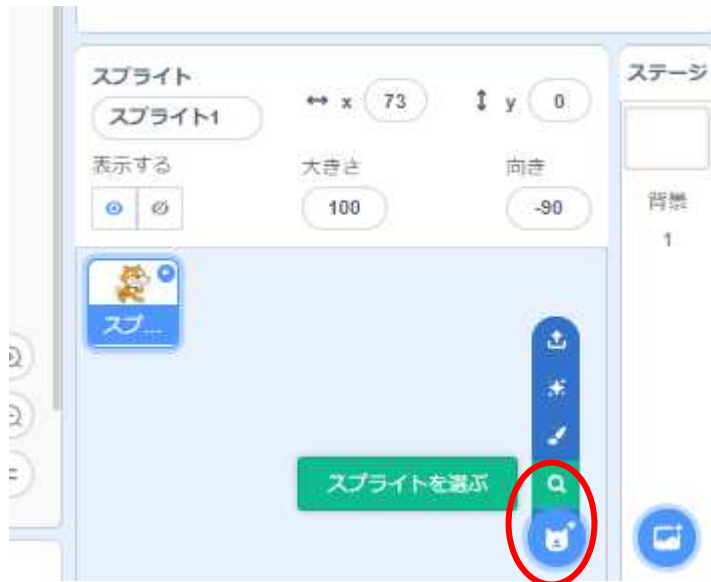 スプライト
スプライト1
↔ x 73
↕ y 0
表示する
大きさ
100
向き
-90
スプ...
スプライトを選ぶ
ステージ
背景
1